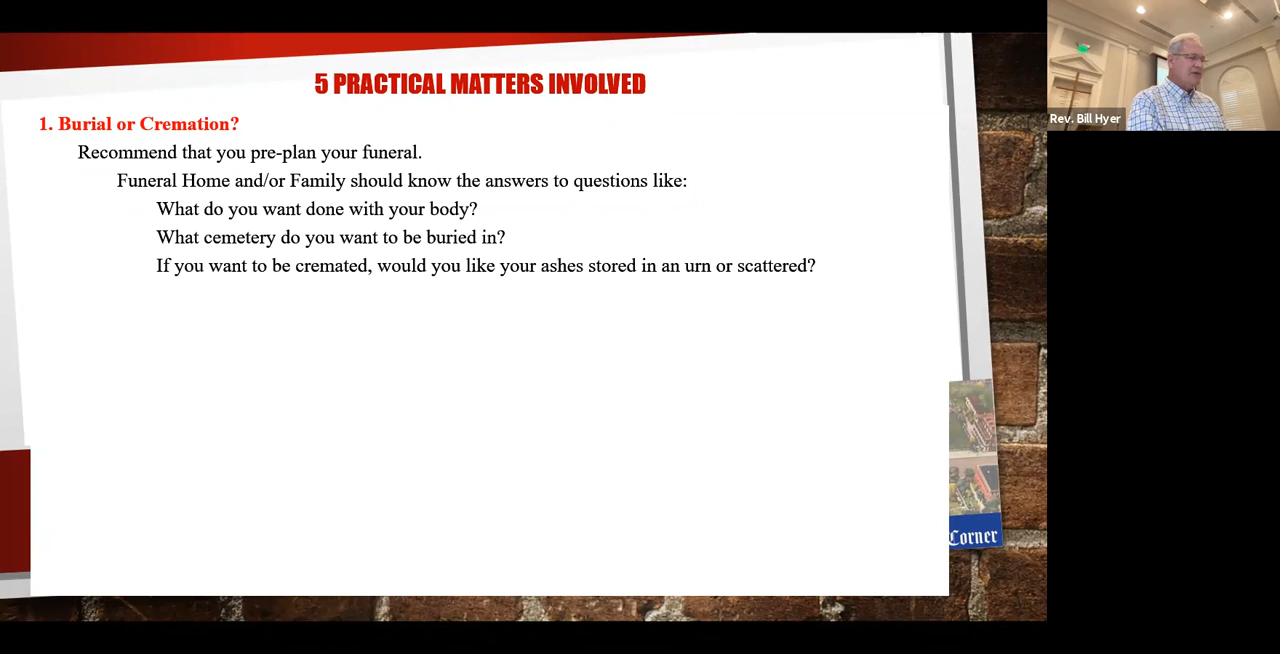 5 PRACTICAL MATTERS INVOLVED
1. Burial or Cremation?
Recommend that you pre-plan your funeral.
Funeral Home and/or Family should know the answers to questions like:
What do you want done with your body?
What cemetery do you want to be buried in?
If you want to be cremated, would you like your ashes stored in an urn or scattered?
Rev. Bill Hyer
Corner